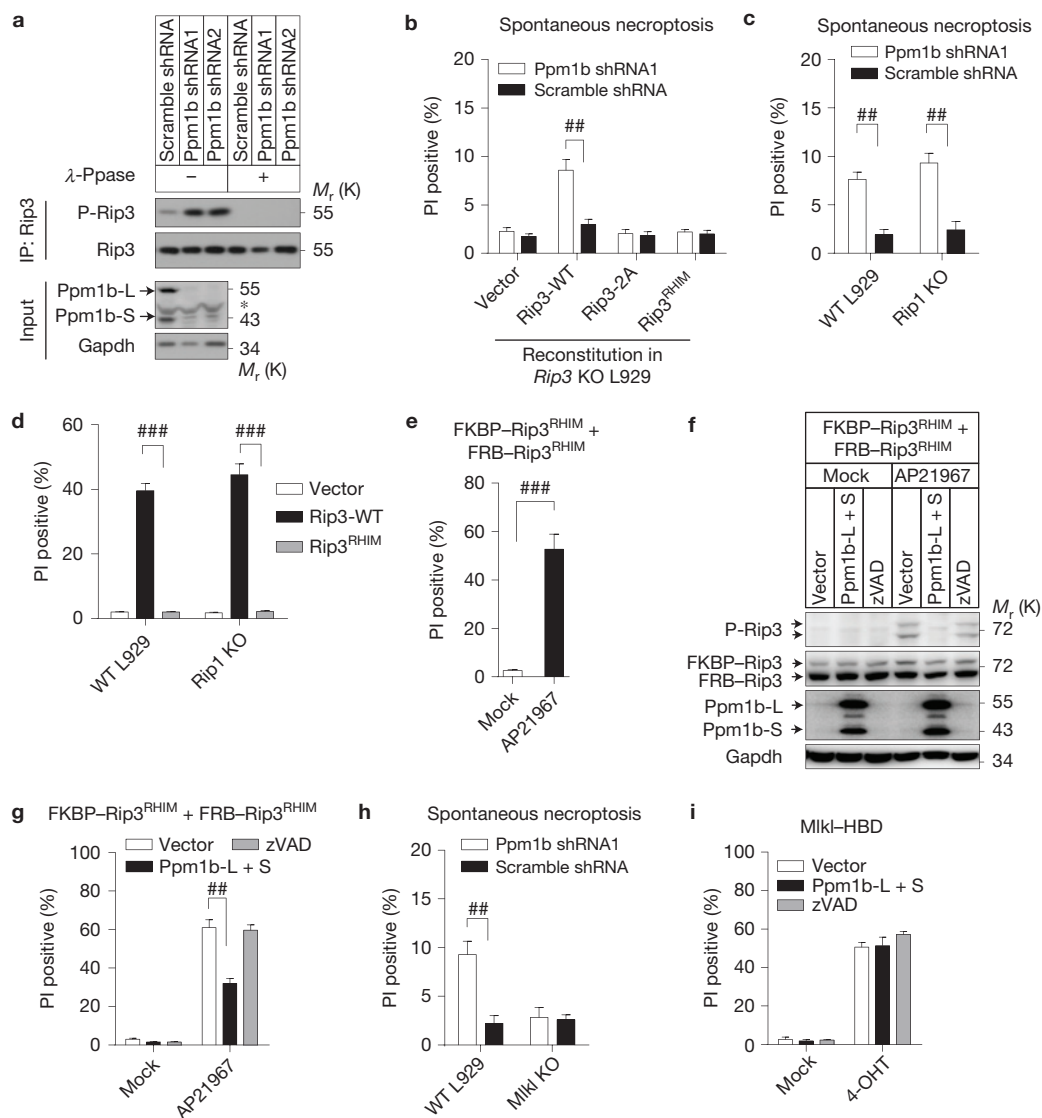 a
Scramble shRNA
Ppm1b shRNA1
Ppm1b shRNA2
Scramble shRNA
Ppm1b shRNA1
Ppm1b shRNA2
λ-Ppase − +
Mr (K)
IP: Rip3
P-Rip3 55
Rip3 55
Input
Ppm1b-L 55
*
Ppm1b-S 43
Gapdh 34
Mr (K)
b
Spontaneous necroptosis
Ppm1b shRNA1
Scramble shRNA
PI positive (%)
20
15
10
5
0
##
Vector
Rip3-WT
Rip3-2A
Rip3RHIM
Reconstitution in
Rip3 KO L929
c
Spontaneous necroptosis
Ppm1b shRNA1
Scramble shRNA
PI positive (%)
20
15
10
5
0
##
##
WT L929
Rip1 KO
d
PI positive (%)
60
40
20
0
###
###
Vector
Rip3-WT
Rip3RHIM
WT L929
Rip1 KO
e
FKBP–Rip3RHIM +
FRB–Rip3RHIM
PI positive (%)
80
60
40
20
0
###
Mock
AP21967
f
FKBP–Rip3RHIM +
FRB–Rip3RHIM
Mock AP21967
Vector
Ppm1b-L + S
zVAD
Vector
Ppm1b-L + S
zVAD
Mr (K)
P-Rip3 72
FKBP–Rip3 72
FRB–Rip3
Ppm1b-L 55
Ppm1b-S 43
Gapdh 34
g
FKBP–Rip3RHIM + FRB–Rip3RHIM
Vector zVAD
Ppm1b-L + S
PI positive (%)
100
80
60
40
20
0
##
Mock
AP21967
h
Spontaneous necroptosis
Ppm1b shRNA1
Scramble shRNA
PI positive (%)
20
15
10
5
0
##
WT L929
Mlkl KO
i
Mlkl–HBD
Vector
Ppm1b-L + S
zVAD
PI positive (%)
100
80
60
40
20
0
Mock
4-OHT